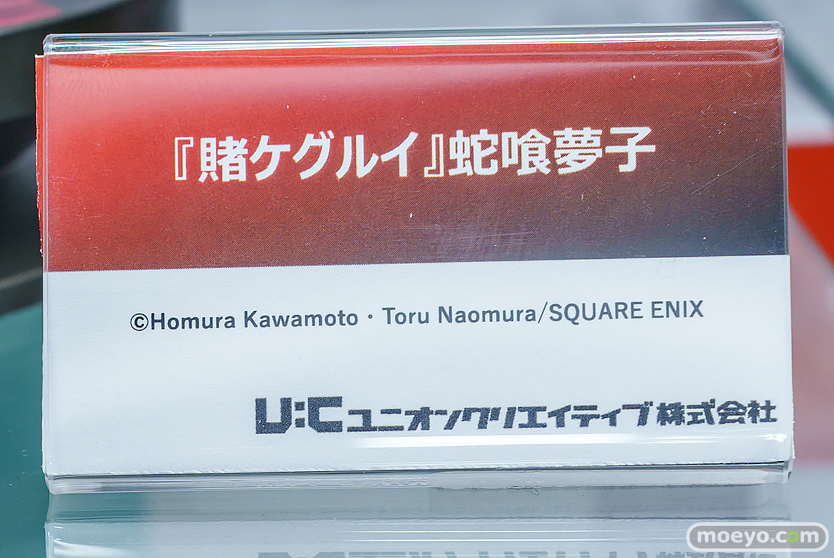 『賭ケグルイ』蛇喰夢子
©Homura Kawamoto・Toru Naomura/SQUARE ENIX
U:Cユニオンクリエイティブ株式会社
moeyo.com